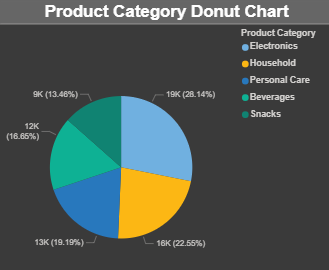 Product Category Donut Chart
Product Category
Electronics
Household
Personal Care
Beverages
Snacks
9K (13.46%)
19K (28.14%)
12K
(16.65%)
13K (19.19%)
16K (22.55%)